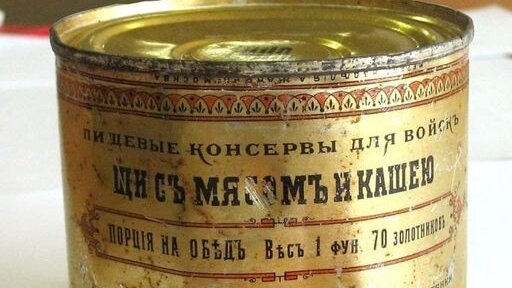 ПИЩЕВЫЕ КОНСЕРВЫ ДЛЯ ВОЙСКЪ
ЩИ СЪ МЯСОМЪ И КАШЕЮ
ПОРЦІЯ НА ОБѢДЪ ВѢСЪ 1 ФУН. 70 ЗОЛОТНИКОВЪ